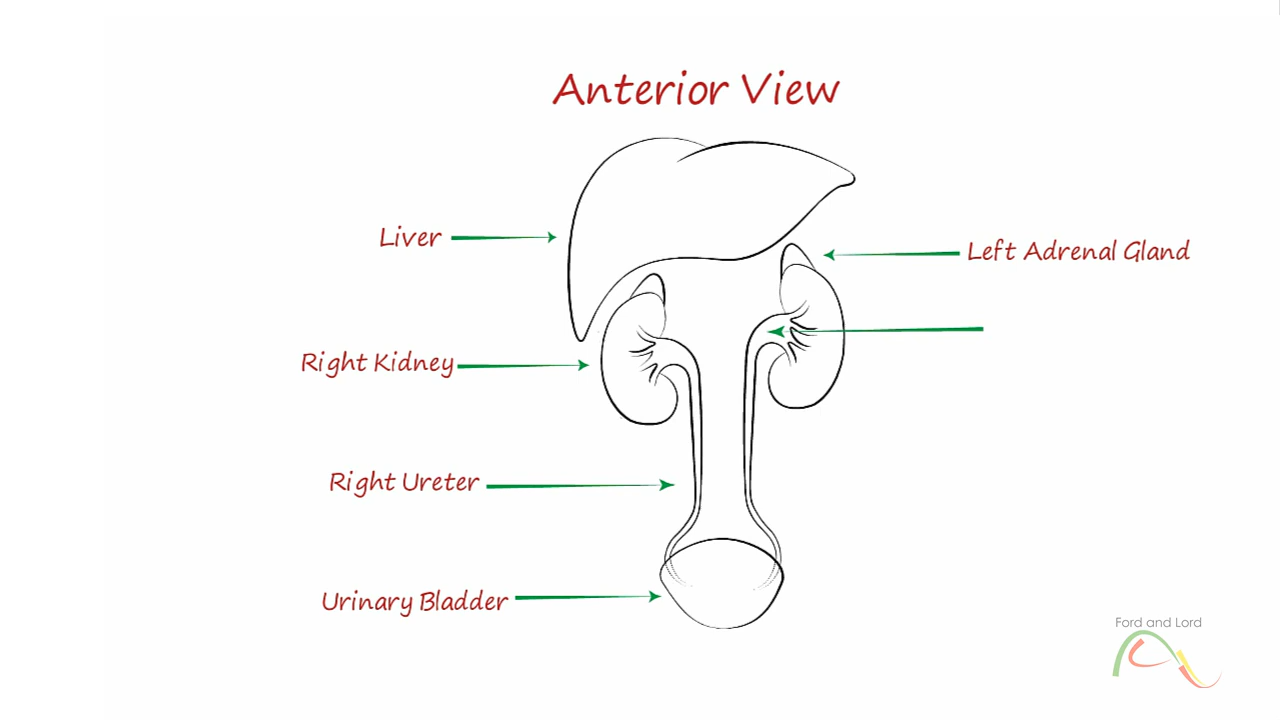 Anterior View
Liver
Left Adrenal Gland
Right Kidney
Right Ureter
Urinary Bladder
Ford and Lord